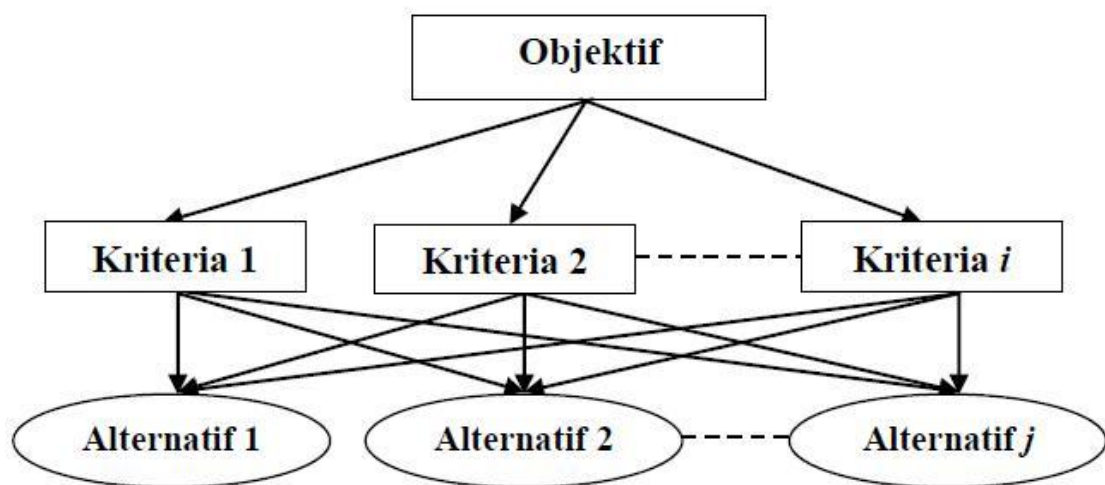 Objektif
Kriteria 1
Kriteria 2
Kriteria i
Alternatif 1
Alternatif 2
Alternatif j